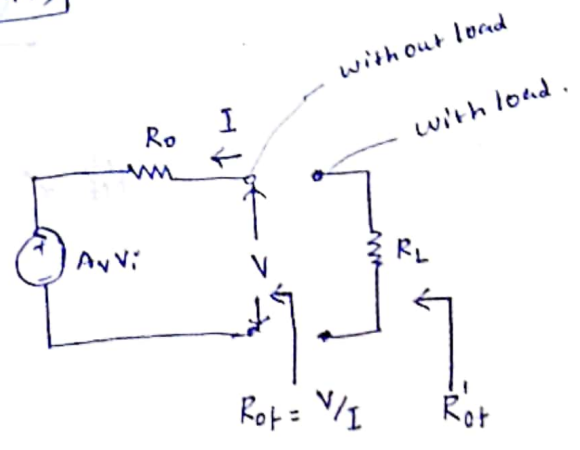 without load
with load.
Ro
I
+
-
AvVi
V
RL
Rof = V/I
R'of